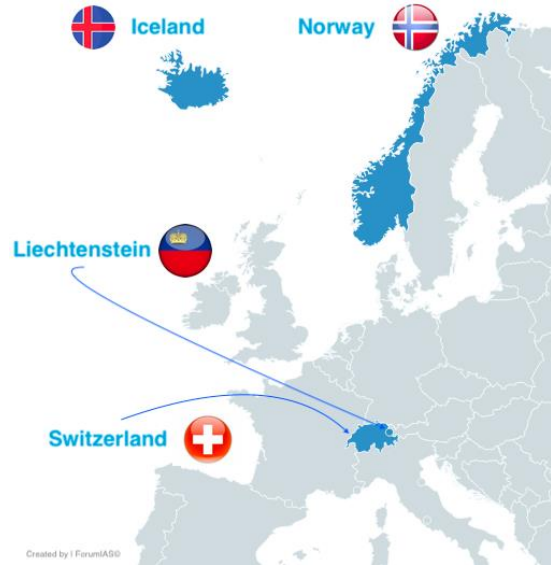 Iceland
Norway
Liechtenstein
Switzerland
Created by | ForumIAS©